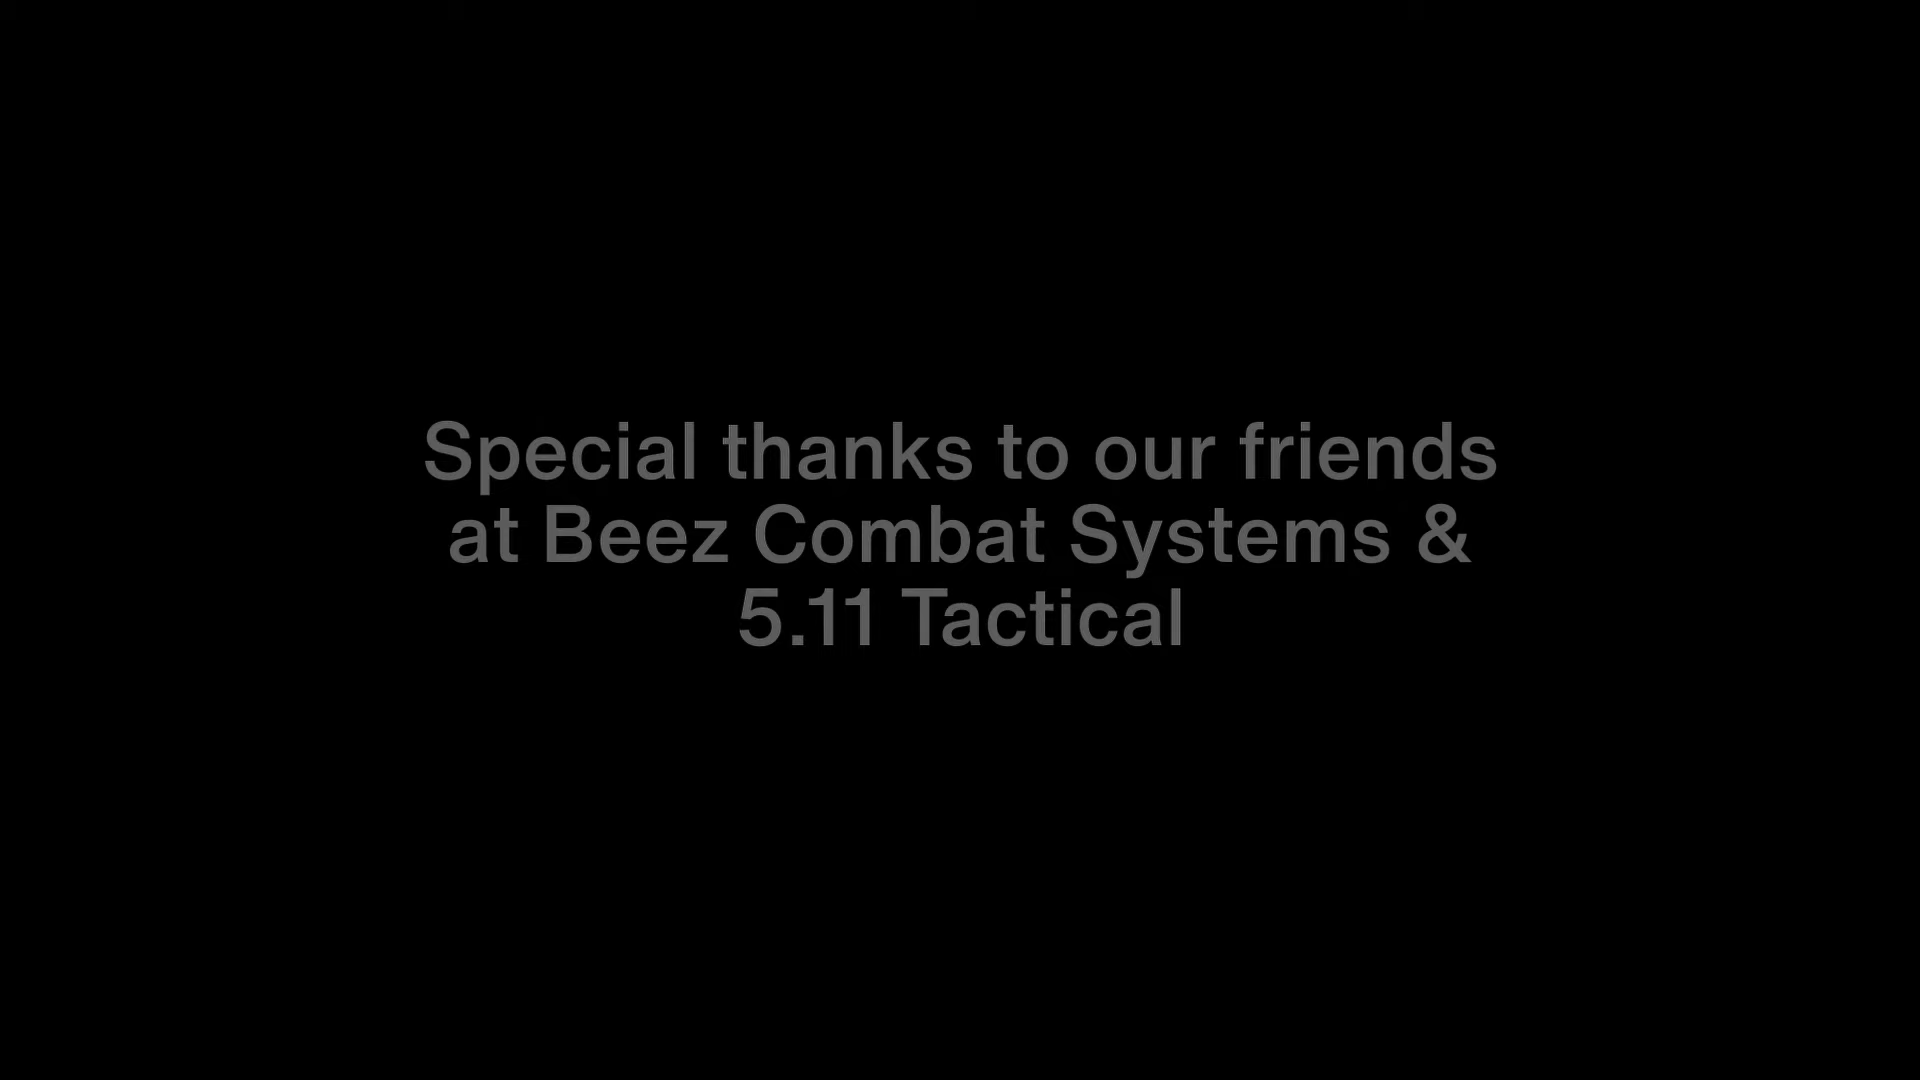 Special thanks to our friends
at Beez Combat Systems &
5.11 Tactical